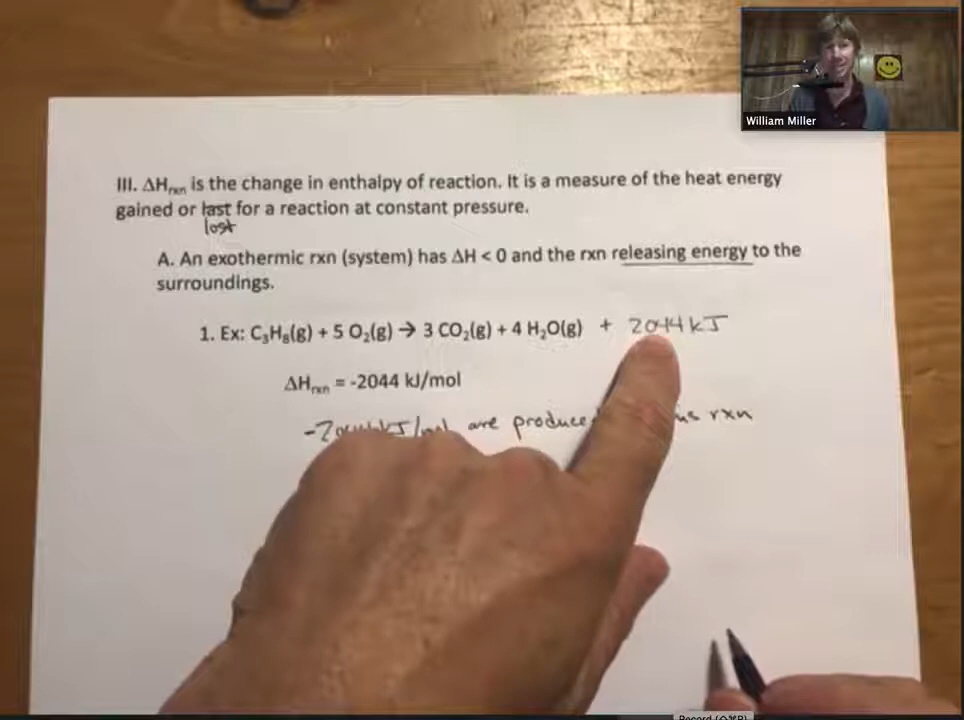 William Miller
III. ΔHrxn is the change in enthalpy of reaction. It is a measure of the heat energy
gained or last for a reaction at constant pressure.
lost
A. An exothermic rxn (system) has ΔH < 0 and the rxn releasing energy to the
surroundings.
1. Ex: C₃H₈(g) + 5 O₂(g) → 3 CO₂(g) + 4 H₂O(g) + 2044 kJ
ΔHrxn = -2044 kJ/mol
are rxn
Record (⇧⌘R)